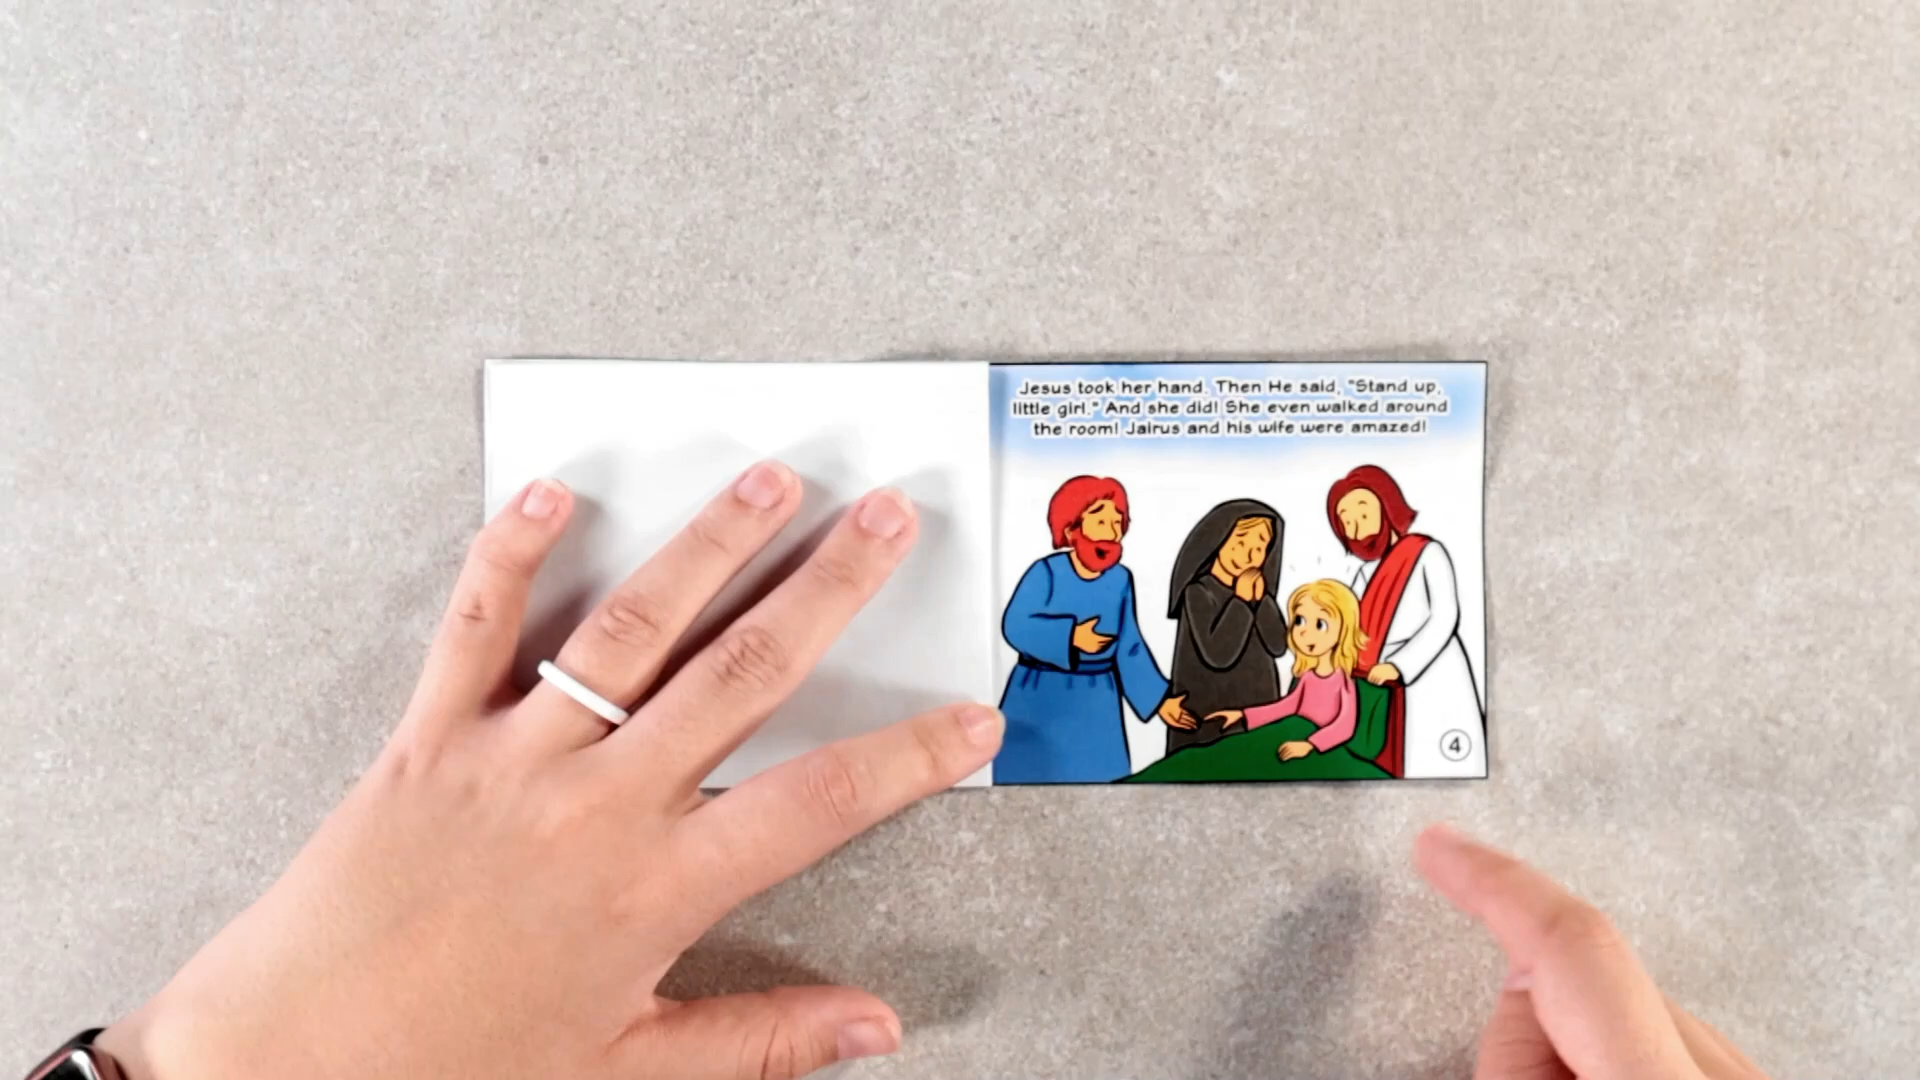 Jesus took her hand. Then He said, "Stand up,
little girl." And she did! She even walked around
the room! Jairus and his wife were amazed!
4